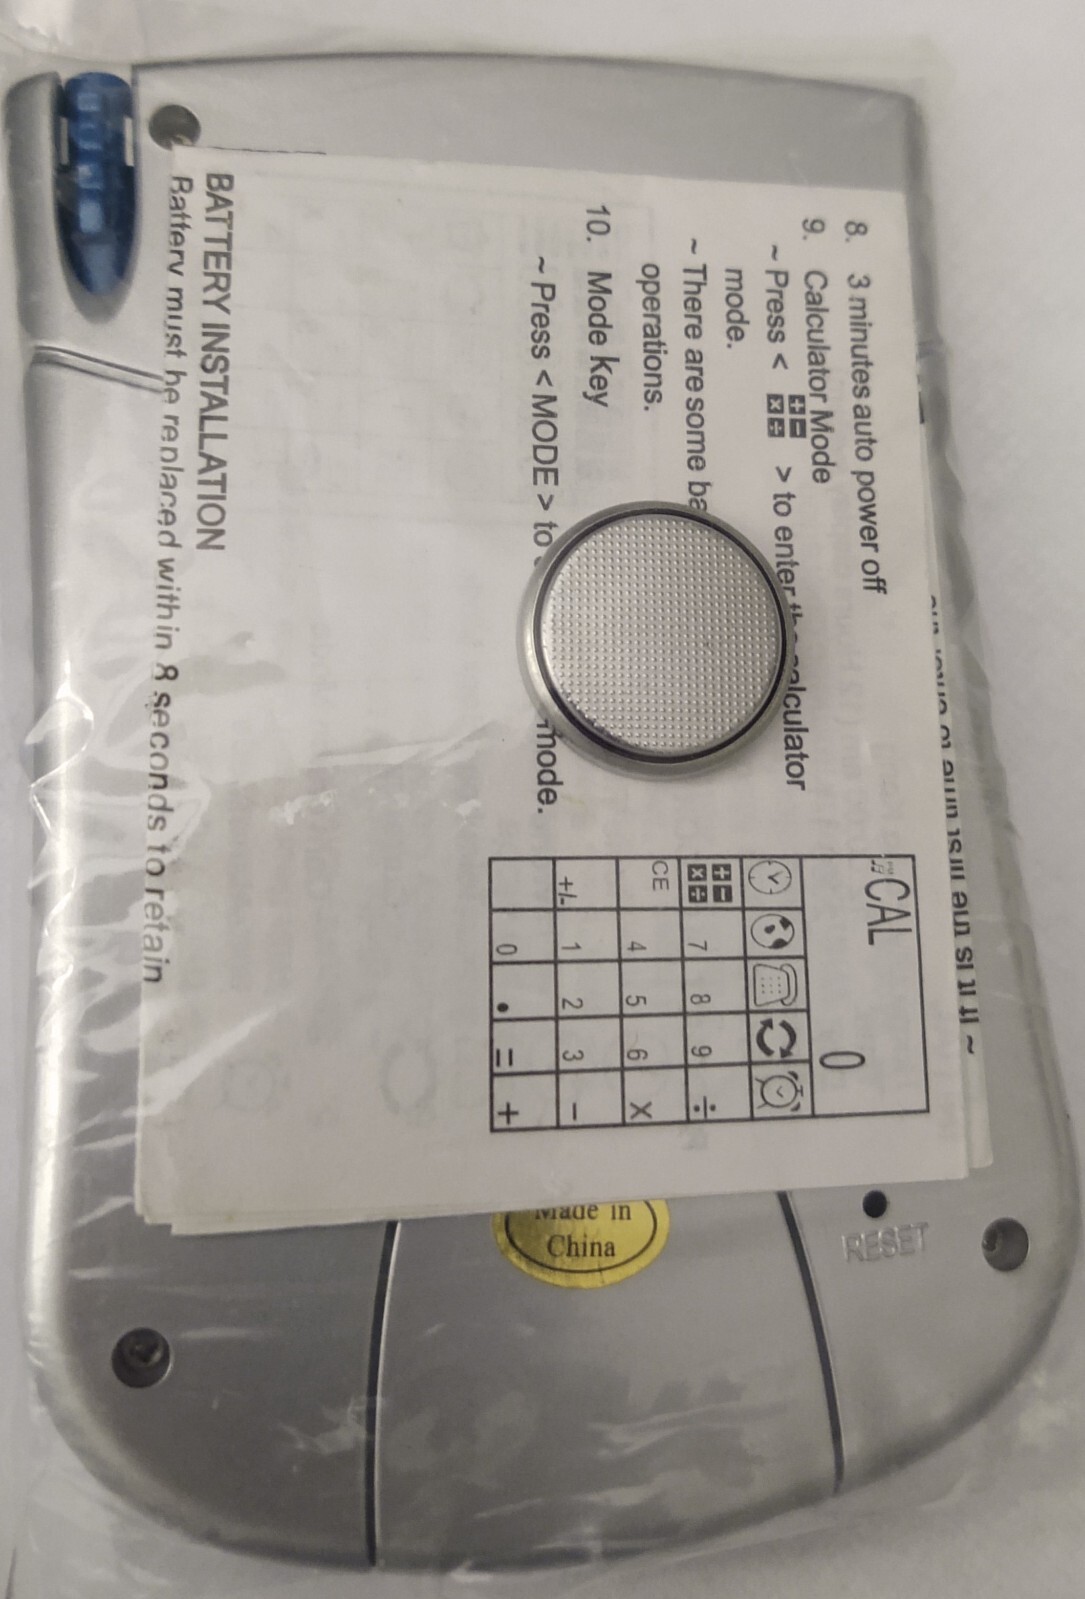 ~ If it is the first time to enter
8. 3 minutes auto power off
9. Calculator Mode
~ Press < + - x ÷ > to enter the calculator
mode.
~ There are some
operations.
10. Mode key
~ Press < MODE > to mode.
BATTERY INSTALLATION
Battery must be replaced within 8 seconds to retain
CAL
0
+ - x ÷ 7 8 9 ÷
CE 4 5 6 X
+/- 1 2 3 -
0 . = +
RESET
Made in
China